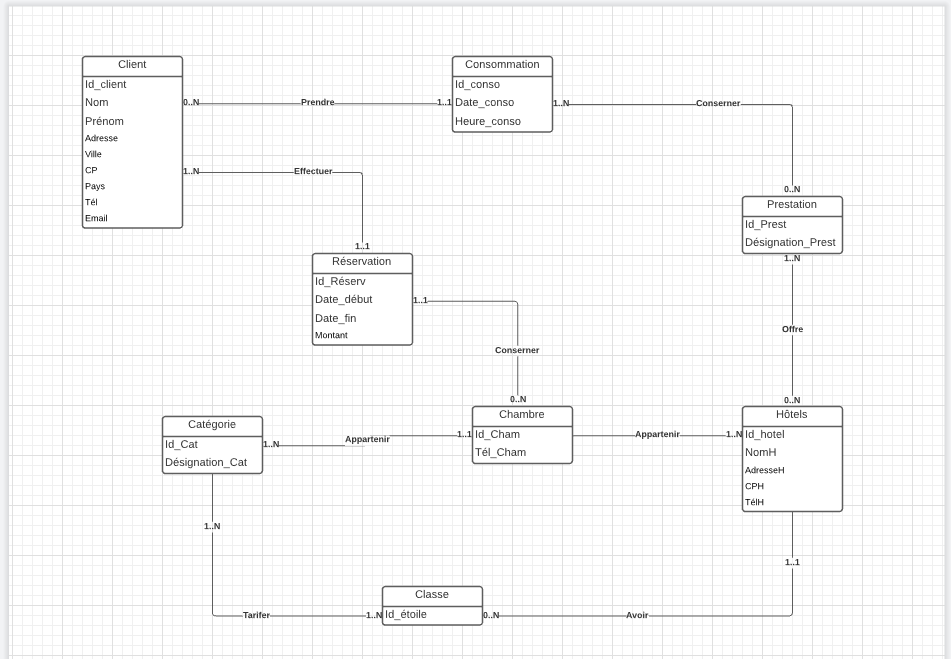 Client
Id_client
Nom
Prénom
Adresse
Ville
CP
Pays
Tél
Email
0..N
Prendre
1..1
Consommation
Id_conso
Date_conso
Heure_conso
1..N
Conserner
0..N
1..N
Effectuer
1..1
Prestation
Id_Prest
Désignation_Prest
1..N
Offre
0..N
Réservation
Id_Réserv
Date_début
Date_fin
Montant
1..1
Conserner
0..N
Catégorie
Id_Cat
Désignation_Cat
1..N
Appartenir
1..1
Chambre
Id_Cham
Tél_Cham
Appartenir
1..N
Hôtels
Id_hotel
NomH
AdresseH
CPH
TélH
1..N
Tarifer
1..N
Classe
Id_étoile
0..N
Avoir
1..1